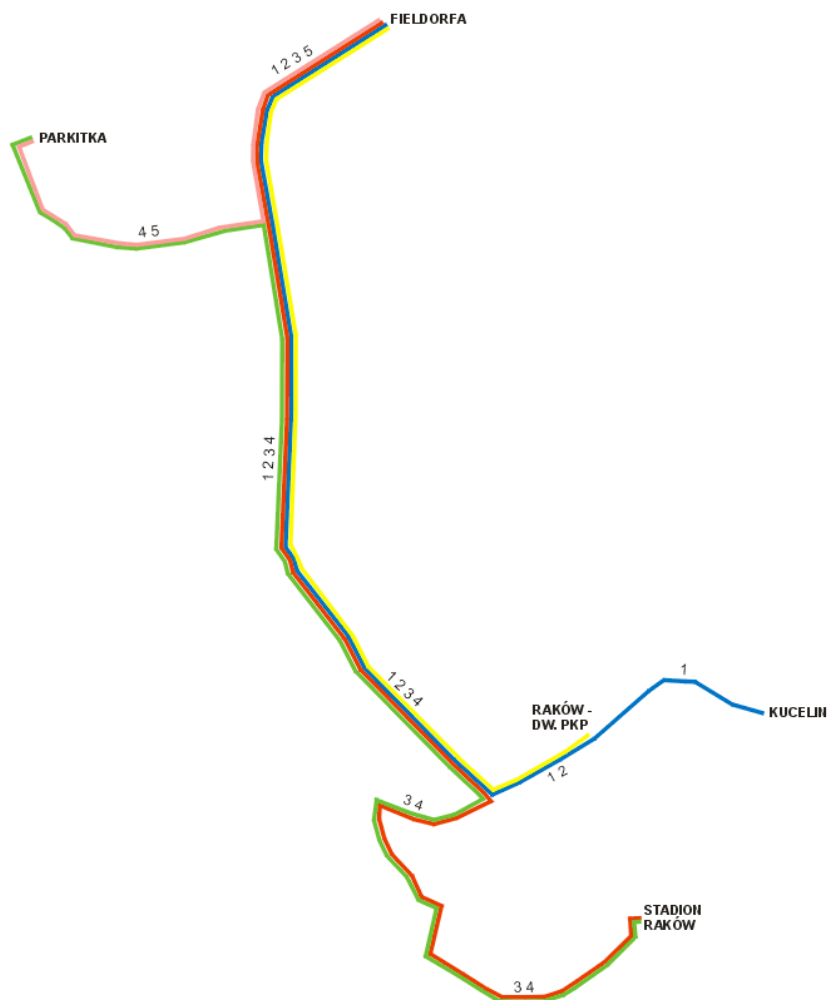 FIELDORFA
1 2 3 5
PARKITKA
4 5
1 2 3 4
1 2 3 4
1
RAKÓW -
DW. PKP
KUCELIN
1 2
3 4
STADION
RAKÓW
3 4